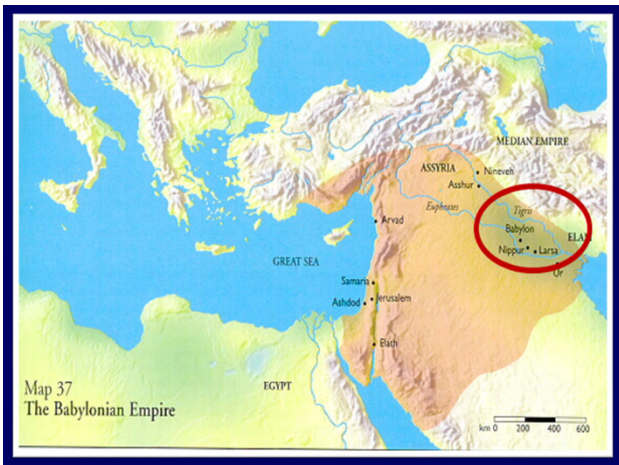 MEDIAN EMPIRE
ASSYRIA
Nineveh
Asshur
Euphrates
Tigris
Babylon
ELAM
Nippur
Larsa
Ur
Arvad
GREAT SEA
Samaria
Jerusalem
Ashdod
Elath
EGYPT
Map 37
The Babylonian Empire
km 0 200 400 600